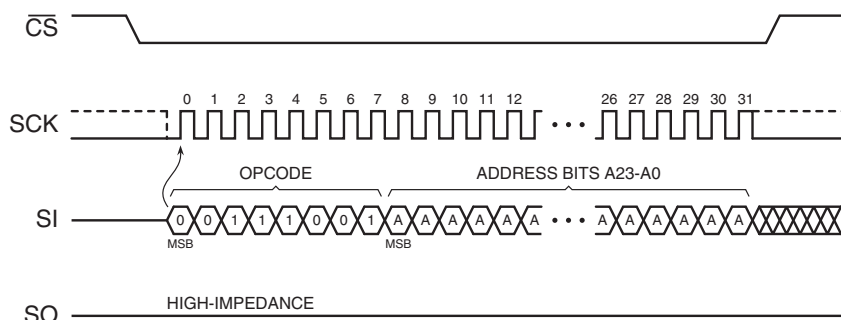 CS
0 1 2 3 4 5 6 7 8 9 10 11 12 26 27 28 29 30 31
SCK
OPCODE ADDRESS BITS A23-A0
SI 0 0 1 1 1 0 0 1 A A A A A A A A A A A A
MSB MSB
HIGH-IMPEDANCE
SO